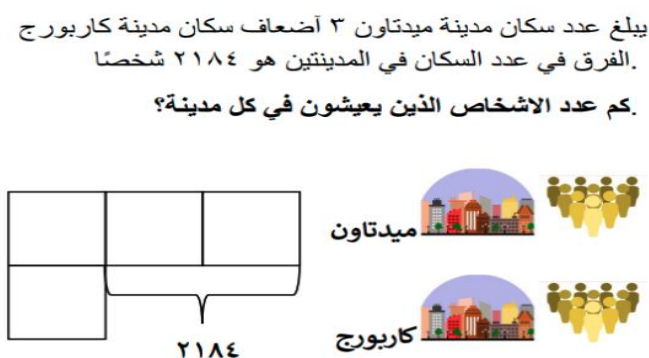 يبلغ عدد سكان مدينة ميدتاون ٣ أضعاف سكان مدينة كاربورج
.الفرق في عدد السكان في المدينتين هو ٢١٨٤ شخصًا
.كم عدد الاشخاص الذين يعيشون في كل مدينة؟
ميدتاون
كاربورج
٢١٨٤